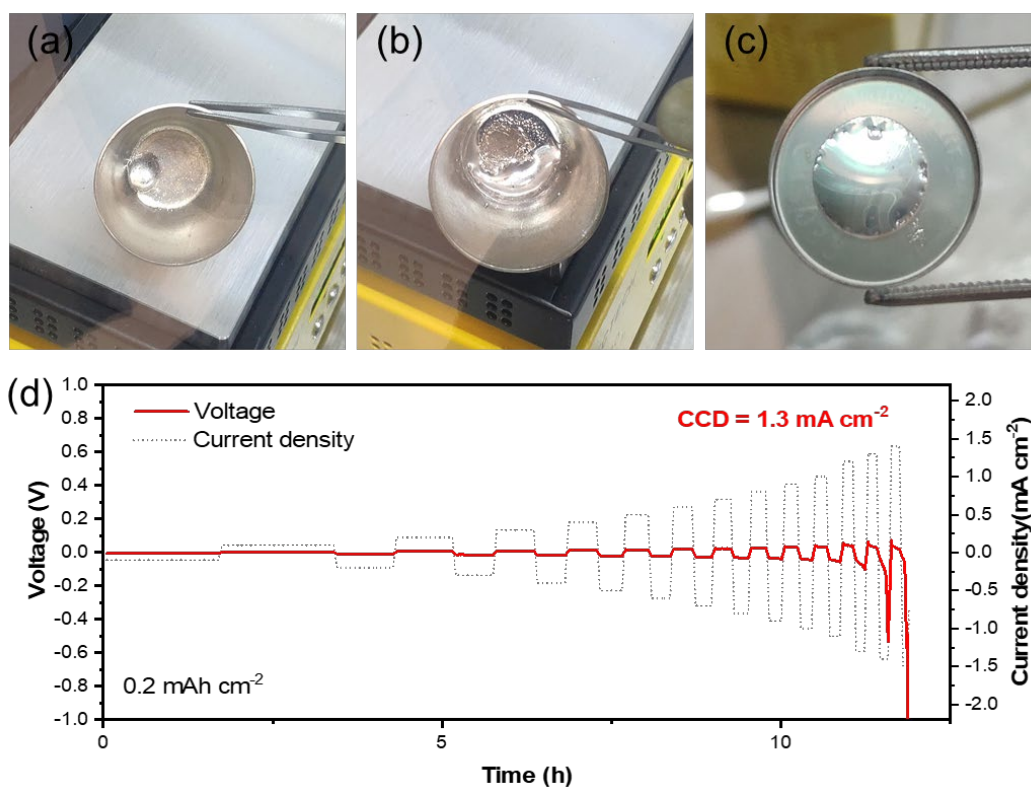 (a)
(b)
(c)
(d)
Voltage
Current density
CCD = 1.3 mA cm⁻²
0.2 mAh cm⁻²
Voltage (V)
1.0
0.8
0.6
0.4
0.2
0.0
-0.2
-0.4
-0.6
-0.8
-1.0
2.0
1.5
1.0
0.5
0.0
-0.5
-1.0
-1.5
-2.0
Current density(mA cm⁻²)
0
5
10
Time (h)